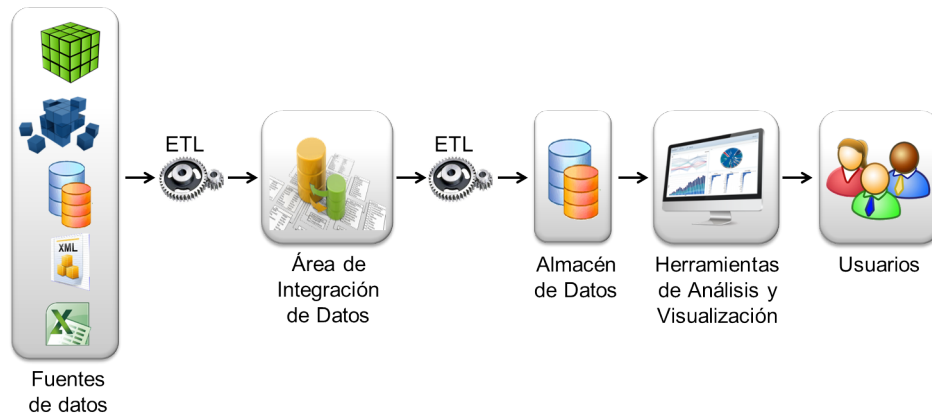 XML
X
Fuentes
de datos
ETL
Área de
Integración
de Datos
ETL
Almacén
de Datos
Herramientas
de Análisis y
Visualización
Usuarios